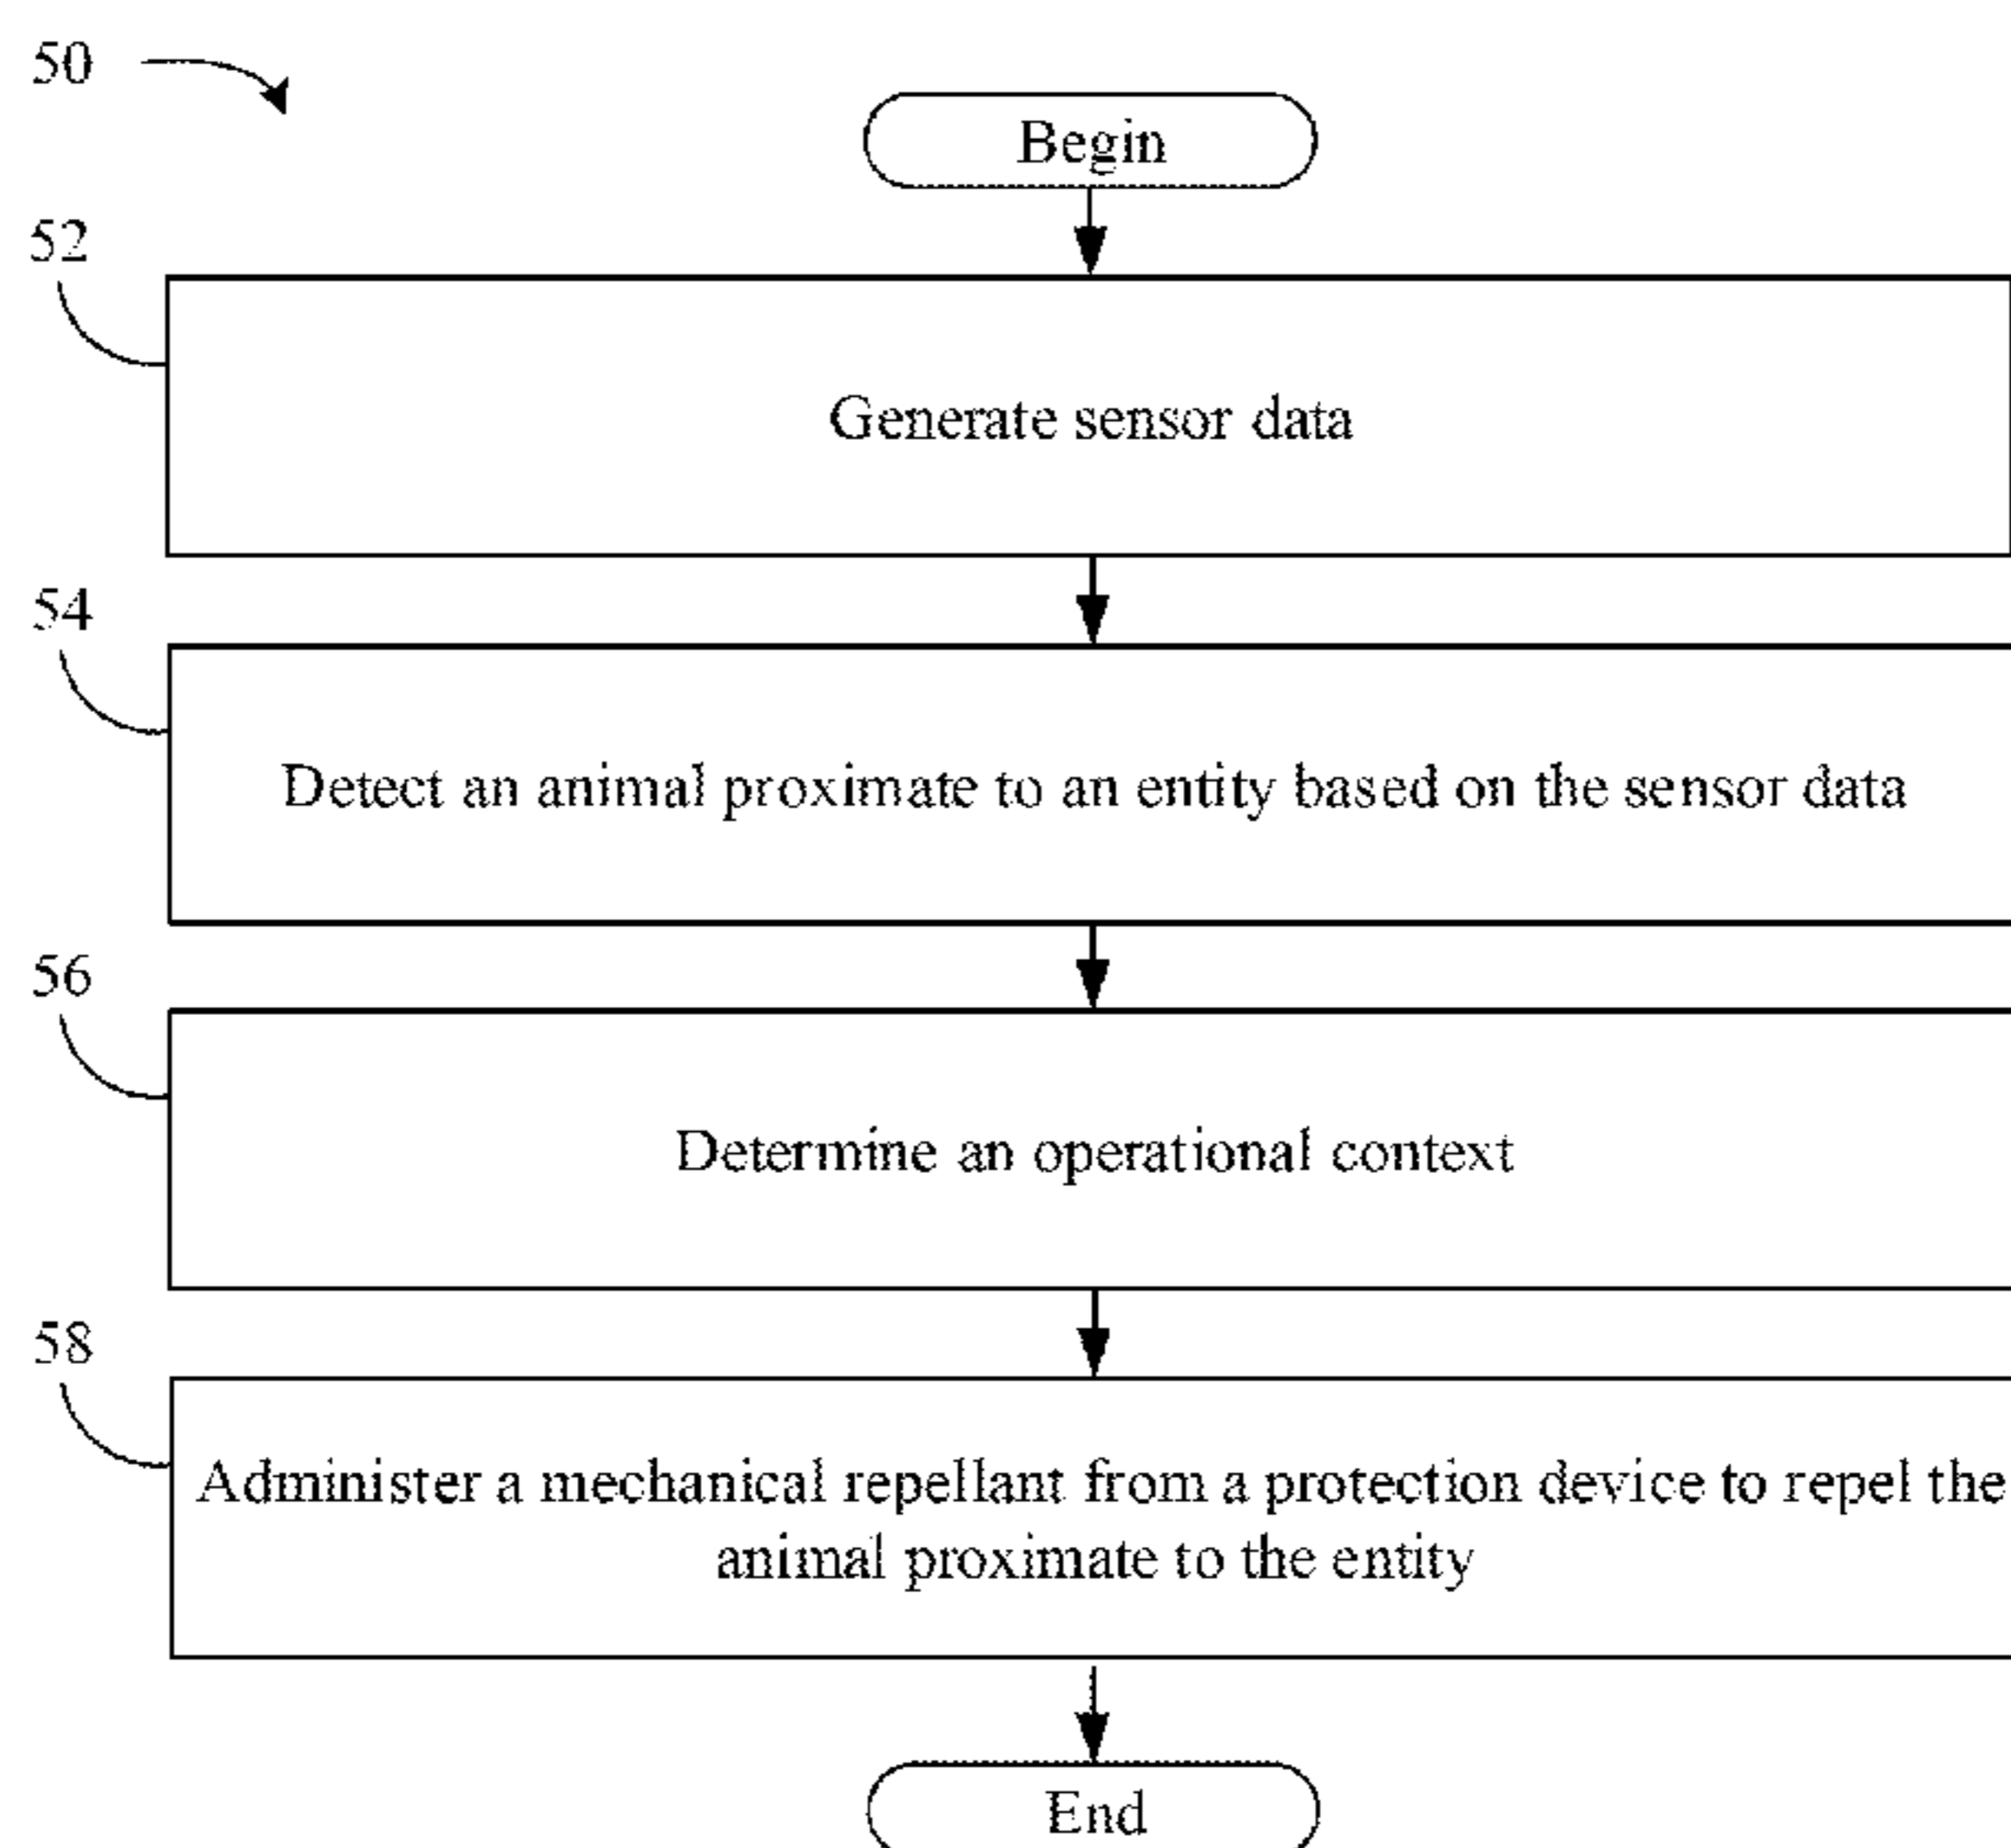 50
Begin
52
Generate sensor data
54
Detect an animal proximate to an entity based on the sensor data
56
Determine an operational context
58
Administer a mechanical repellant from a protection device to repel the
animal proximate to the entity
End